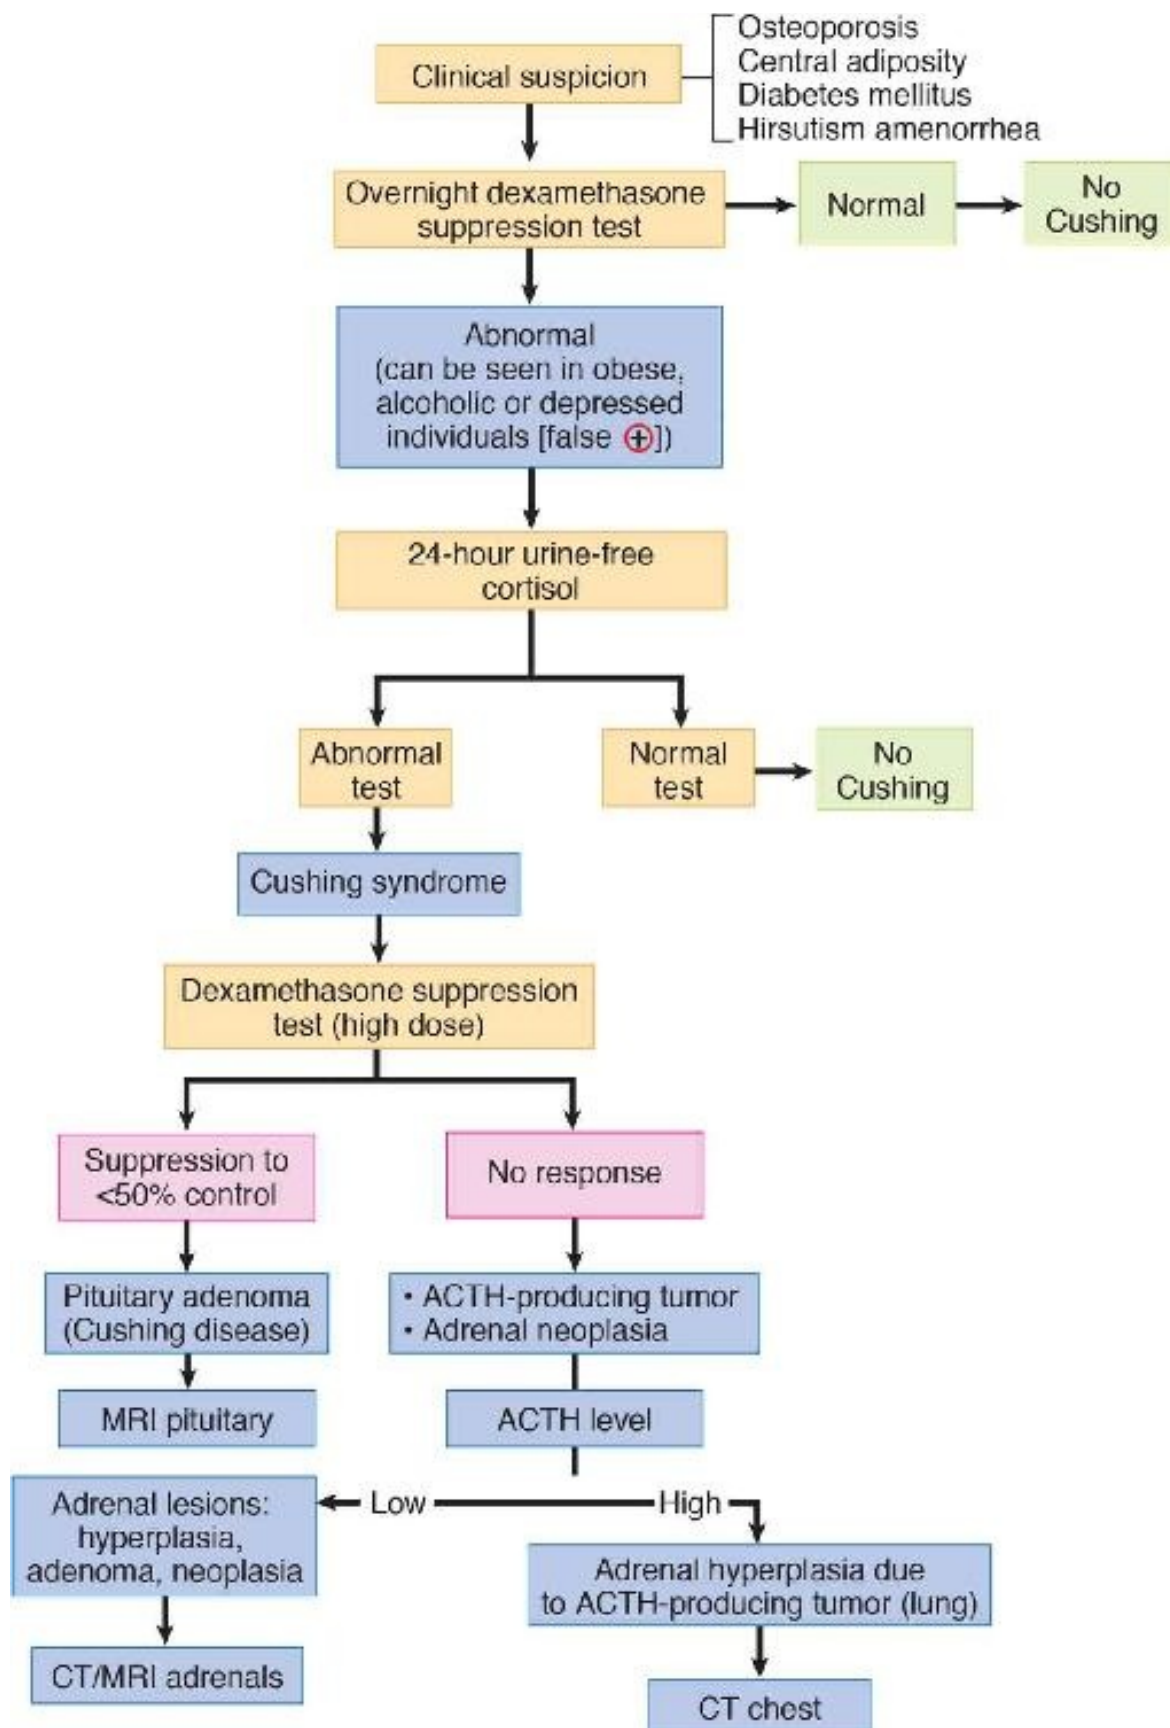 Clinical suspicion
Osteoporosis
Central adiposity
Diabetes mellitus
Hirsutism amenorrhea
Overnight dexamethasone
suppression test
Normal
No
Cushing
Abnormal
(can be seen in obese,
alcoholic or depressed
individuals [false ⊕])
24-hour urine-free
cortisol
Abnormal
test
Normal
test
No
Cushing
Cushing syndrome
Dexamethasone suppression
test (high dose)
Suppression to
<50% control
No response
Pituitary adenoma
(Cushing disease)
• ACTH-producing tumor
• Adrenal neoplasia
MRI pituitary
ACTH level
Low
High
Adrenal lesions:
hyperplasia,
adenoma, neoplasia
Adrenal hyperplasia due
to ACTH-producing tumor (lung)
CT/MRI adrenals
CT chest